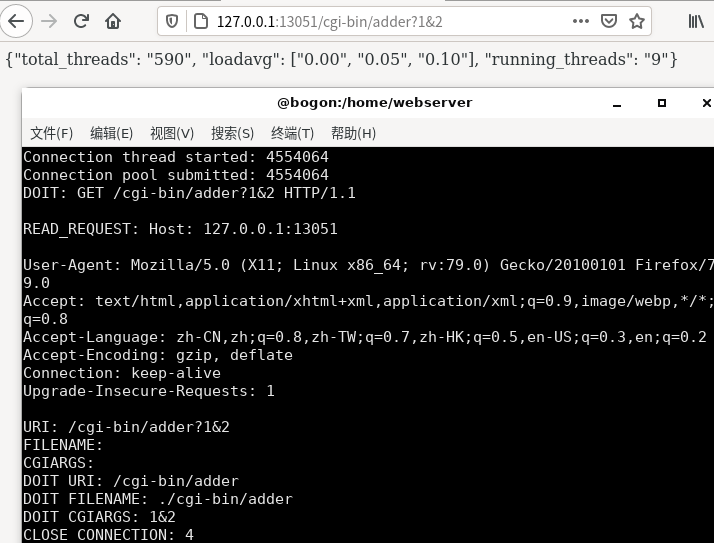 127.0.0.1:13051/cgi-bin/adder?1&2
{"total_threads": "590", "loadavg": ["0.00", "0.05", "0.10"], "running_threads": "9"}
@bogon:/home/webserver
文件(F) 编辑(E) 视图(V) 搜索(S) 终端(T) 帮助(H)
Connection thread started: 4554064
Connection pool submitted: 4554064
DOIT: GET /cgi-bin/adder?1&2 HTTP/1.1
READ_REQUEST: Host: 127.0.0.1:13051
User-Agent: Mozilla/5.0 (X11; Linux x86_64; rv:79.0) Gecko/20100101 Firefox/7
9.0
Accept: text/html,application/xhtml+xml,application/xml;q=0.9,image/webp,*/*;
q=0.8
Accept-Language: zh-CN,zh;q=0.8,zh-TW;q=0.7,zh-HK;q=0.5,en-US;q=0.3,en;q=0.2
Accept-Encoding: gzip, deflate
Connection: keep-alive
Upgrade-Insecure-Requests: 1
URI: /cgi-bin/adder?1&2
FILENAME:
CGIARGS:
DOIT URI: /cgi-bin/adder
DOIT FILENAME: ./cgi-bin/adder
DOIT CGIARGS: 1&2
CLOSE CONNECTION: 4